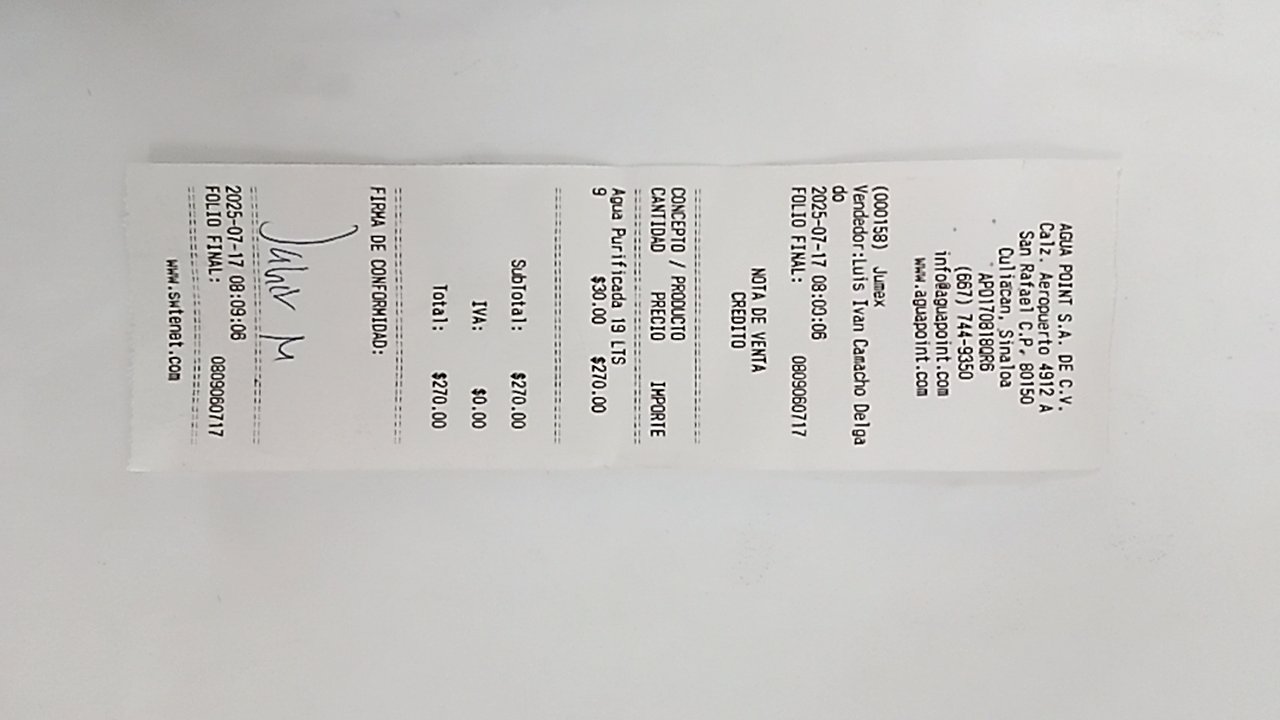 AGUA POINT S.A. DE C.V.
Calz. Aeropuerto 4912 A
San Rafael C.P. 80150
Culiacan, Sinaloa
APO170818QR6
(667) 744-9350
info@aguapoint.com
www.aguapoint.com
(000158) Jumex
Vendedor:Luis Ivan Camacho Delga
do
2025-07-17 08:00:06
FOLIO FINAL: 0809060717
NOTA DE VENTA
CREDITO
================================
CONCEPTO / PRODUCTO
CANTIDAD PRECIO IMPORTE
================================
Agua Purificada 19 LTS
9 $30.00 $270.00
================================
SubTotal: $270.00
IVA: $0.00
Total: $270.00
================================
FIRMA DE CONFORMIDAD:
Jahir M
================================
2025-07-17 08:09:06
FOLIO FINAL: 0809060717
================================
www.swtenet.com